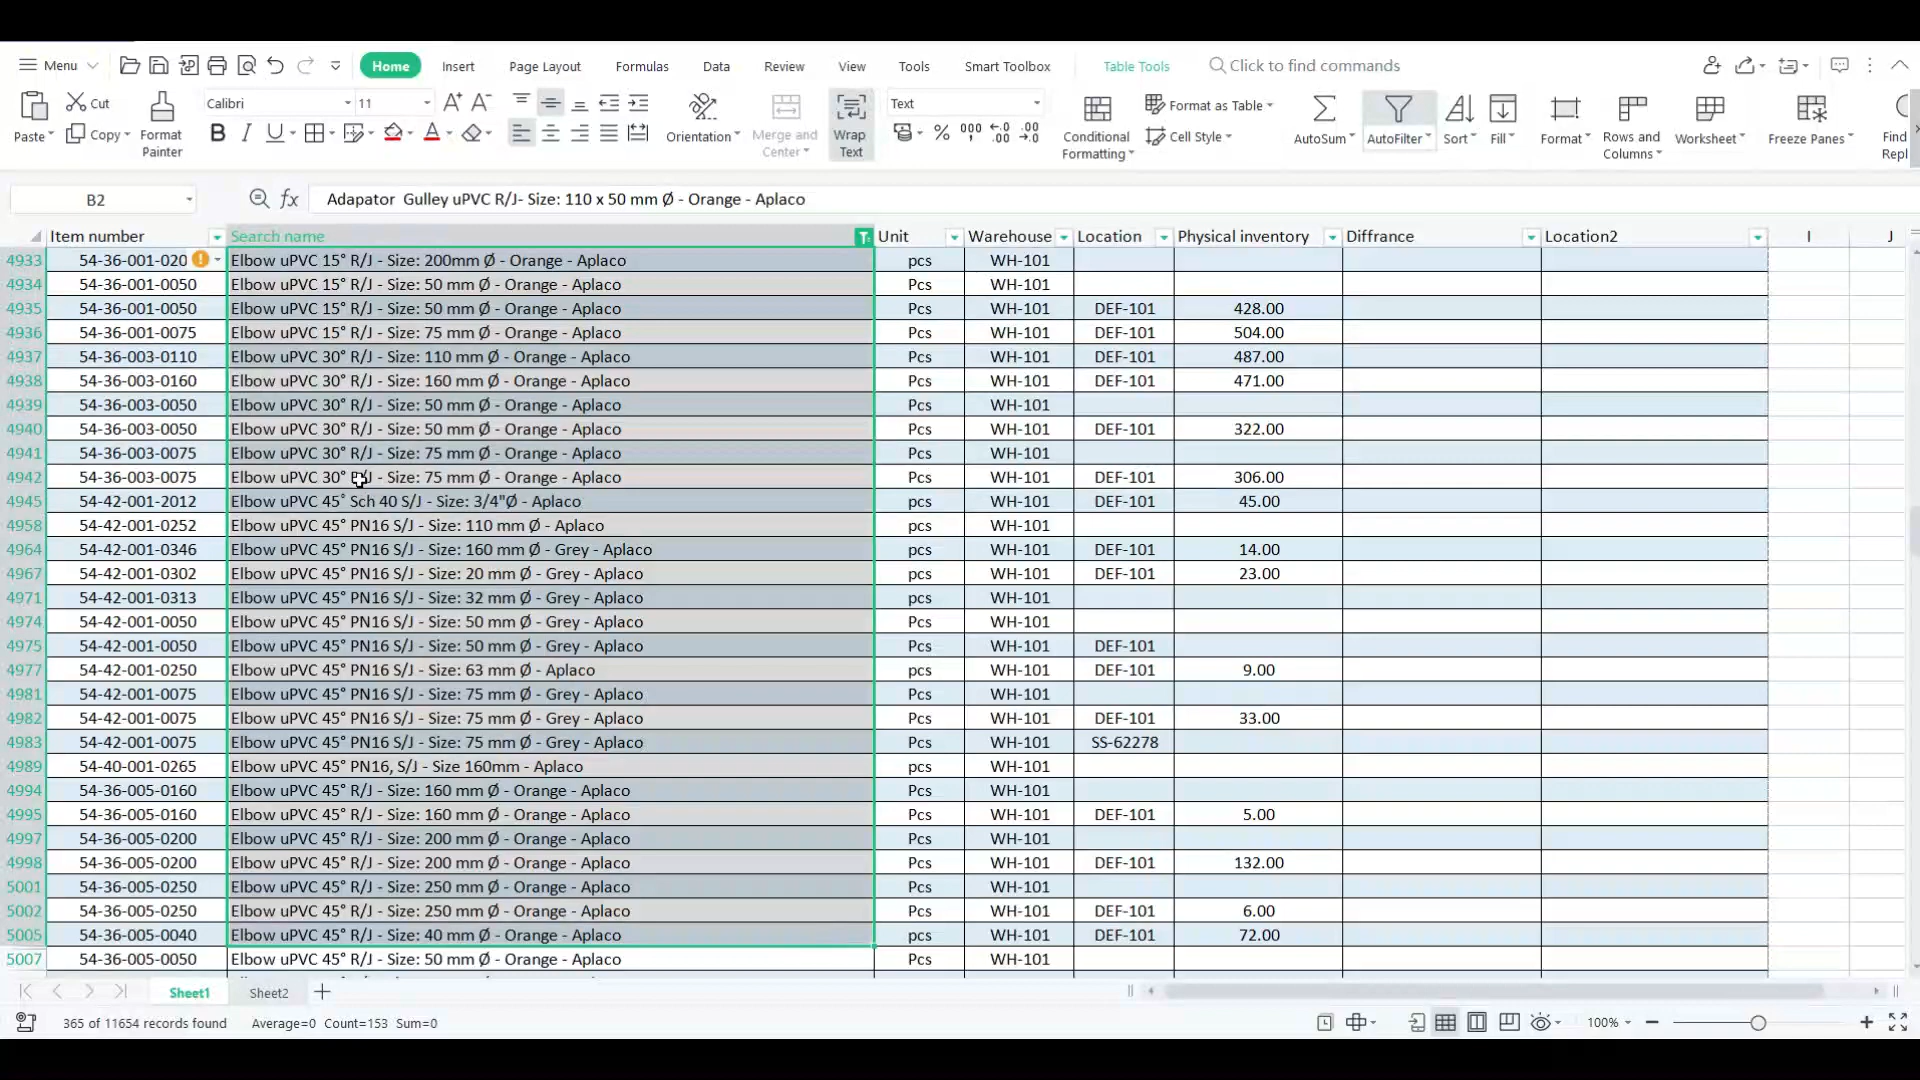 Menu Home Insert Page Layout Formulas Data Review View Tools Smart Toolbox Table Tools Click to find commands
Paste Cut Copy Format Painter Calibri 11 Orientation Merge and Center Wrap Text Text Conditional Formatting Format as Table Cell Style AutoSum AutoFilter Sort Fill Format Rows and Columns Worksheet Freeze Panes Find
B2 fx Adapator Gulley uPVC R/J- Size: 110 x 50 mm Ø - Orange - Aplaco
Item number Search name Unit Warehouse Location Physical inventory Diffrance Location2 I J
4933 54-36-001-020 Elbow uPVC 15° R/J - Size: 200mm Ø - Orange - Aplaco pcs WH-101
4934 54-36-001-0050 Elbow uPVC 15° R/J - Size: 50 mm Ø - Orange - Aplaco Pcs WH-101
4935 54-36-001-0050 Elbow uPVC 15° R/J - Size: 50 mm Ø - Orange - Aplaco Pcs WH-101 DEF-101 428.00
4936 54-36-001-0075 Elbow uPVC 15° R/J - Size: 75 mm Ø - Orange - Aplaco Pcs WH-101 DEF-101 504.00
4937 54-36-003-0110 Elbow uPVC 30° R/J - Size: 110 mm Ø - Orange - Aplaco Pcs WH-101 DEF-101 487.00
4938 54-36-003-0160 Elbow uPVC 30° R/J - Size: 160 mm Ø - Orange - Aplaco Pcs WH-101 DEF-101 471.00
4939 54-36-003-0050 Elbow uPVC 30° R/J - Size: 50 mm Ø - Orange - Aplaco Pcs WH-101
4940 54-36-003-0050 Elbow uPVC 30° R/J - Size: 50 mm Ø - Orange - Aplaco Pcs WH-101 DEF-101 322.00
4941 54-36-003-0075 Elbow uPVC 30° R/J - Size: 75 mm Ø - Orange - Aplaco Pcs WH-101
4942 54-36-003-0075 Elbow uPVC 30° R/J - Size: 75 mm Ø - Orange - Aplaco Pcs WH-101 DEF-101 306.00
4945 54-42-001-2012 Elbow uPVC 45° Sch 40 S/J - Size: 3/4"Ø - Aplaco pcs WH-101 DEF-101 45.00
4958 54-42-001-0252 Elbow uPVC 45° PN16 S/J - Size: 110 mm Ø - Aplaco pcs WH-101
4964 54-42-001-0346 Elbow uPVC 45° PN16 S/J - Size: 160 mm Ø - Grey - Aplaco pcs WH-101 DEF-101 14.00
4967 54-42-001-0302 Elbow uPVC 45° PN16 S/J - Size: 20 mm Ø - Grey - Aplaco pcs WH-101 DEF-101 23.00
4971 54-42-001-0313 Elbow uPVC 45° PN16 S/J - Size: 32 mm Ø - Grey - Aplaco pcs WH-101
4974 54-42-001-0050 Elbow uPVC 45° PN16 S/J - Size: 50 mm Ø - Grey - Aplaco Pcs WH-101
4975 54-42-001-0050 Elbow uPVC 45° PN16 S/J - Size: 50 mm Ø - Grey - Aplaco Pcs WH-101 DEF-101
4977 54-42-001-0250 Elbow uPVC 45° PN16 S/J - Size: 63 mm Ø - Aplaco pcs WH-101 DEF-101 9.00
4981 54-42-001-0075 Elbow uPVC 45° PN16 S/J - Size: 75 mm Ø - Grey - Aplaco Pcs WH-101
4982 54-42-001-0075 Elbow uPVC 45° PN16 S/J - Size: 75 mm Ø - Grey - Aplaco Pcs WH-101 DEF-101 33.00
4983 54-42-001-0075 Elbow uPVC 45° PN16 S/J - Size: 75 mm Ø - Grey - Aplaco Pcs WH-101 SS-62278
4989 54-40-001-0265 Elbow uPVC 45° PN16, S/J - Size 160mm - Aplaco pcs WH-101
4994 54-36-005-0160 Elbow uPVC 45° R/J - Size: 160 mm Ø - Orange - Aplaco Pcs WH-101
4995 54-36-005-0160 Elbow uPVC 45° R/J - Size: 160 mm Ø - Orange - Aplaco Pcs WH-101 DEF-101 5.00
4997 54-36-005-0200 Elbow uPVC 45° R/J - Size: 200 mm Ø - Orange - Aplaco Pcs WH-101
4998 54-36-005-0200 Elbow uPVC 45° R/J - Size: 200 mm Ø - Orange - Aplaco Pcs WH-101 DEF-101 132.00
5001 54-36-005-0250 Elbow uPVC 45° R/J - Size: 250 mm Ø - Orange - Aplaco Pcs WH-101
5002 54-36-005-0250 Elbow uPVC 45° R/J - Size: 250 mm Ø - Orange - Aplaco Pcs WH-101 DEF-101 6.00
5005 54-36-005-0040 Elbow uPVC 45° R/J - Size: 40 mm Ø - Orange - Aplaco pcs WH-101 DEF-101 72.00
5007 54-36-005-0050 Elbow uPVC 45° R/J - Size: 50 mm Ø - Orange - Aplaco Pcs WH-101
Sheet1 Sheet2
365 of 11654 records found Average=0 Count=153 Sum=0 100%